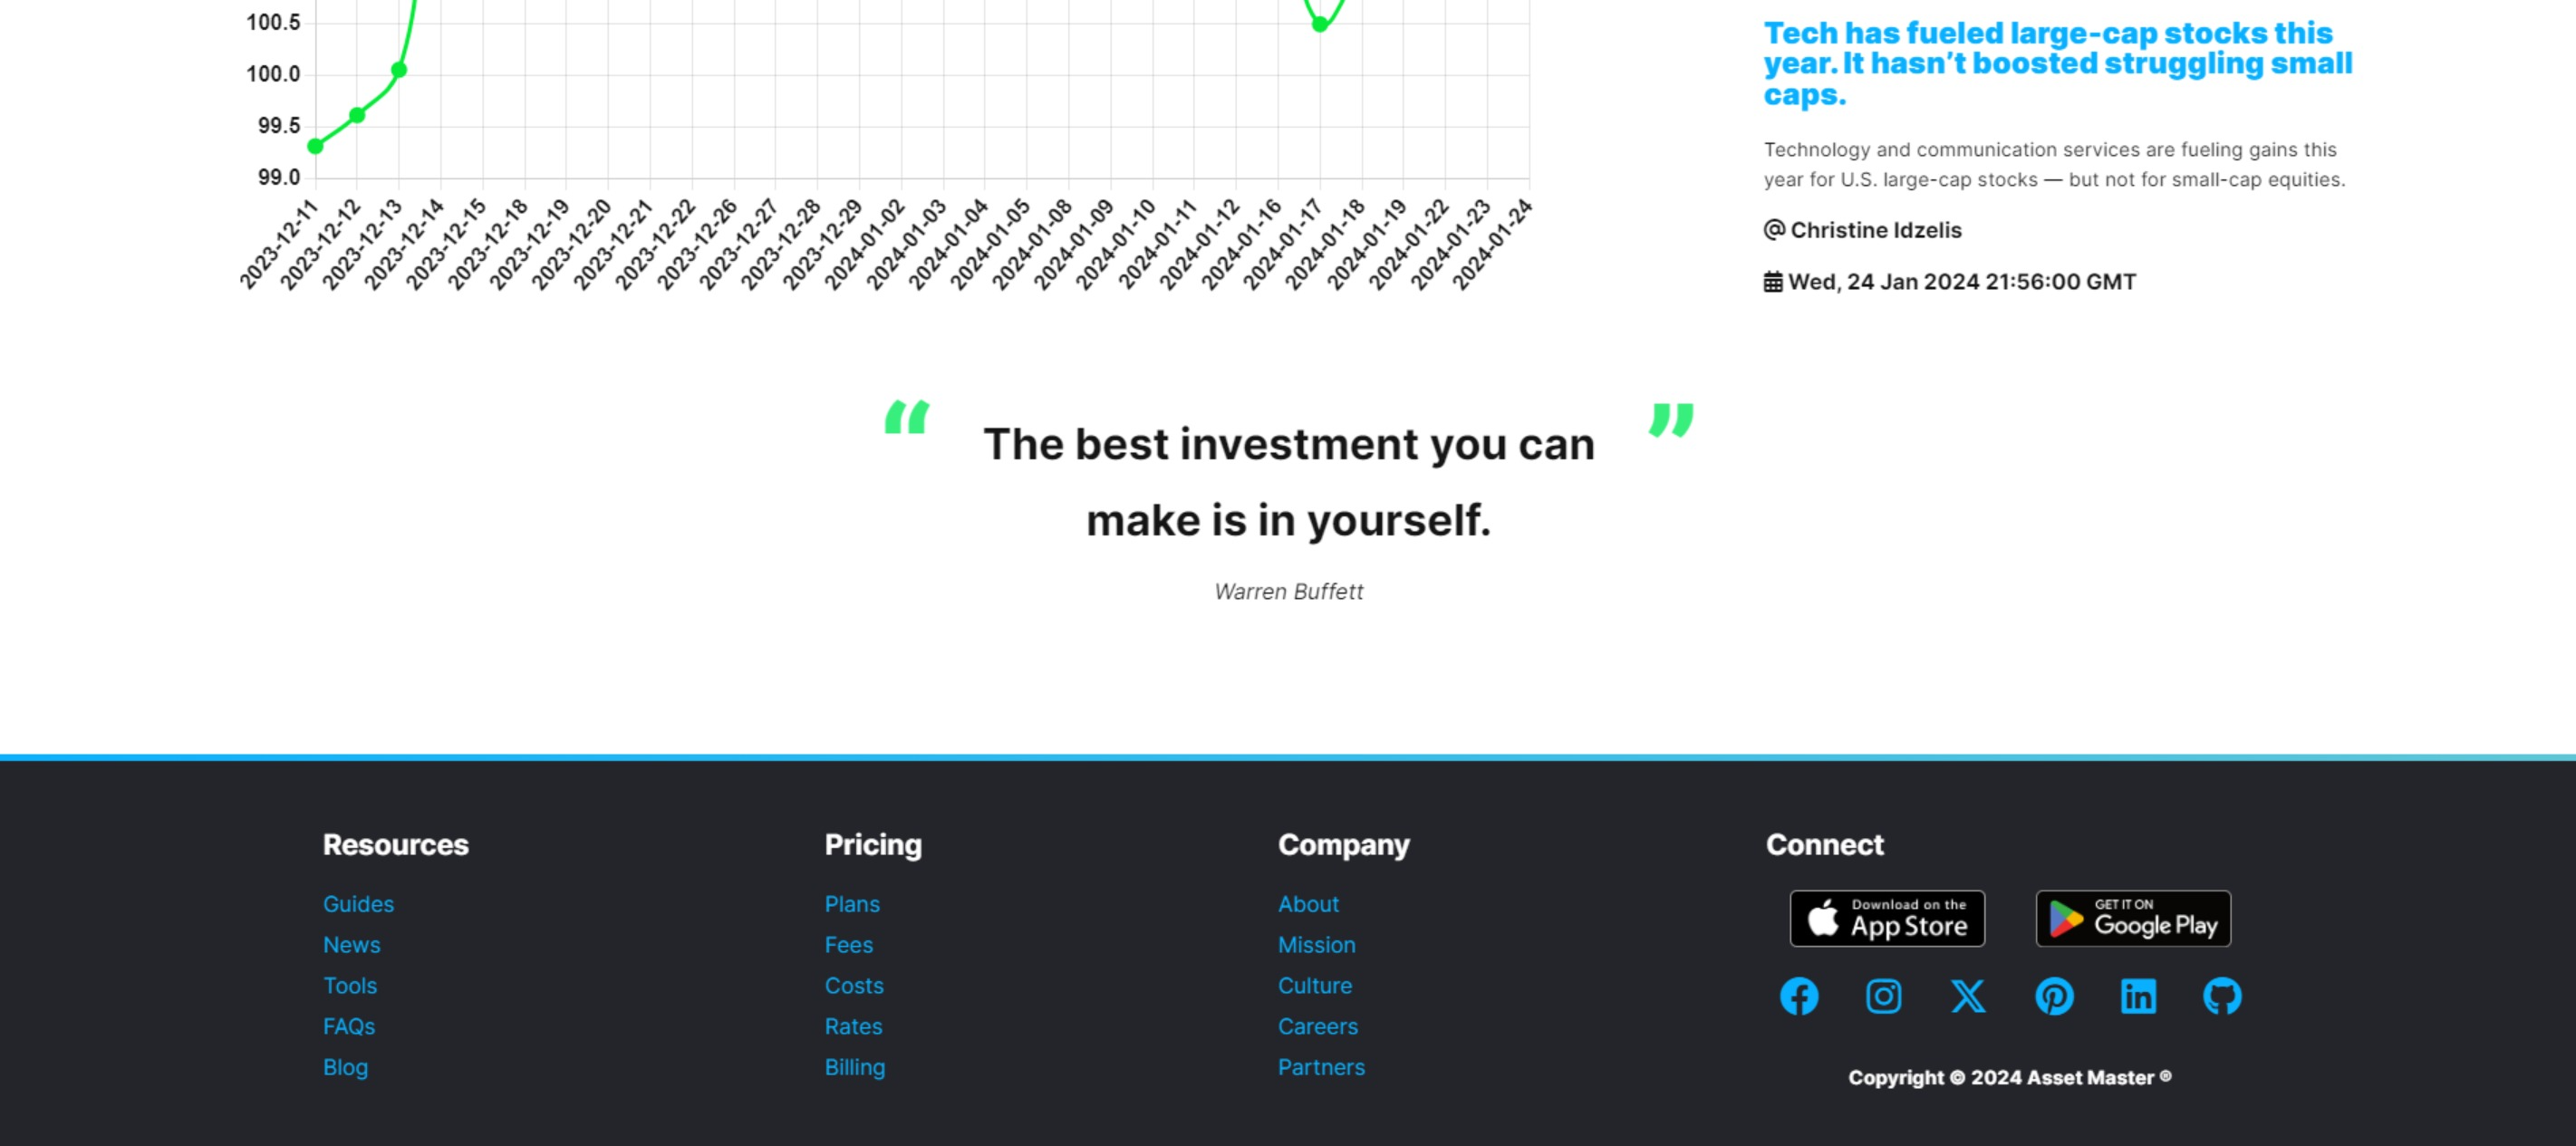 100.5
100.0
99.5
99.0
2023-12-11
2023-12-12
2023-12-13
2023-12-14
2023-12-15
2023-12-18
2023-12-19
2023-12-20
2023-12-21
2023-12-22
2023-12-26
2023-12-27
2023-12-28
2023-12-29
2024-01-02
2024-01-03
2024-01-04
2024-01-05
2024-01-08
2024-01-09
2024-01-10
2024-01-11
2024-01-12
2024-01-16
2024-01-17
2024-01-18
2024-01-19
2024-01-22
2024-01-23
2024-01-24
Tech has fueled large-cap stocks this
year. It hasn’t boosted struggling small
caps.
Technology and communication services are fueling gains this
year for U.S. large-cap stocks — but not for small-cap equities.
@ Christine Idzelis
Wed, 24 Jan 2024 21:56:00 GMT
“ The best investment you can ”
make is in yourself.
Warren Buffett
Resources
Guides
News
Tools
FAQs
Blog
Pricing
Plans
Fees
Costs
Rates
Billing
Company
About
Mission
Culture
Careers
Partners
Connect
Download on the
App Store
GET IT ON
Google Play
Copyright © 2024 Asset Master ®